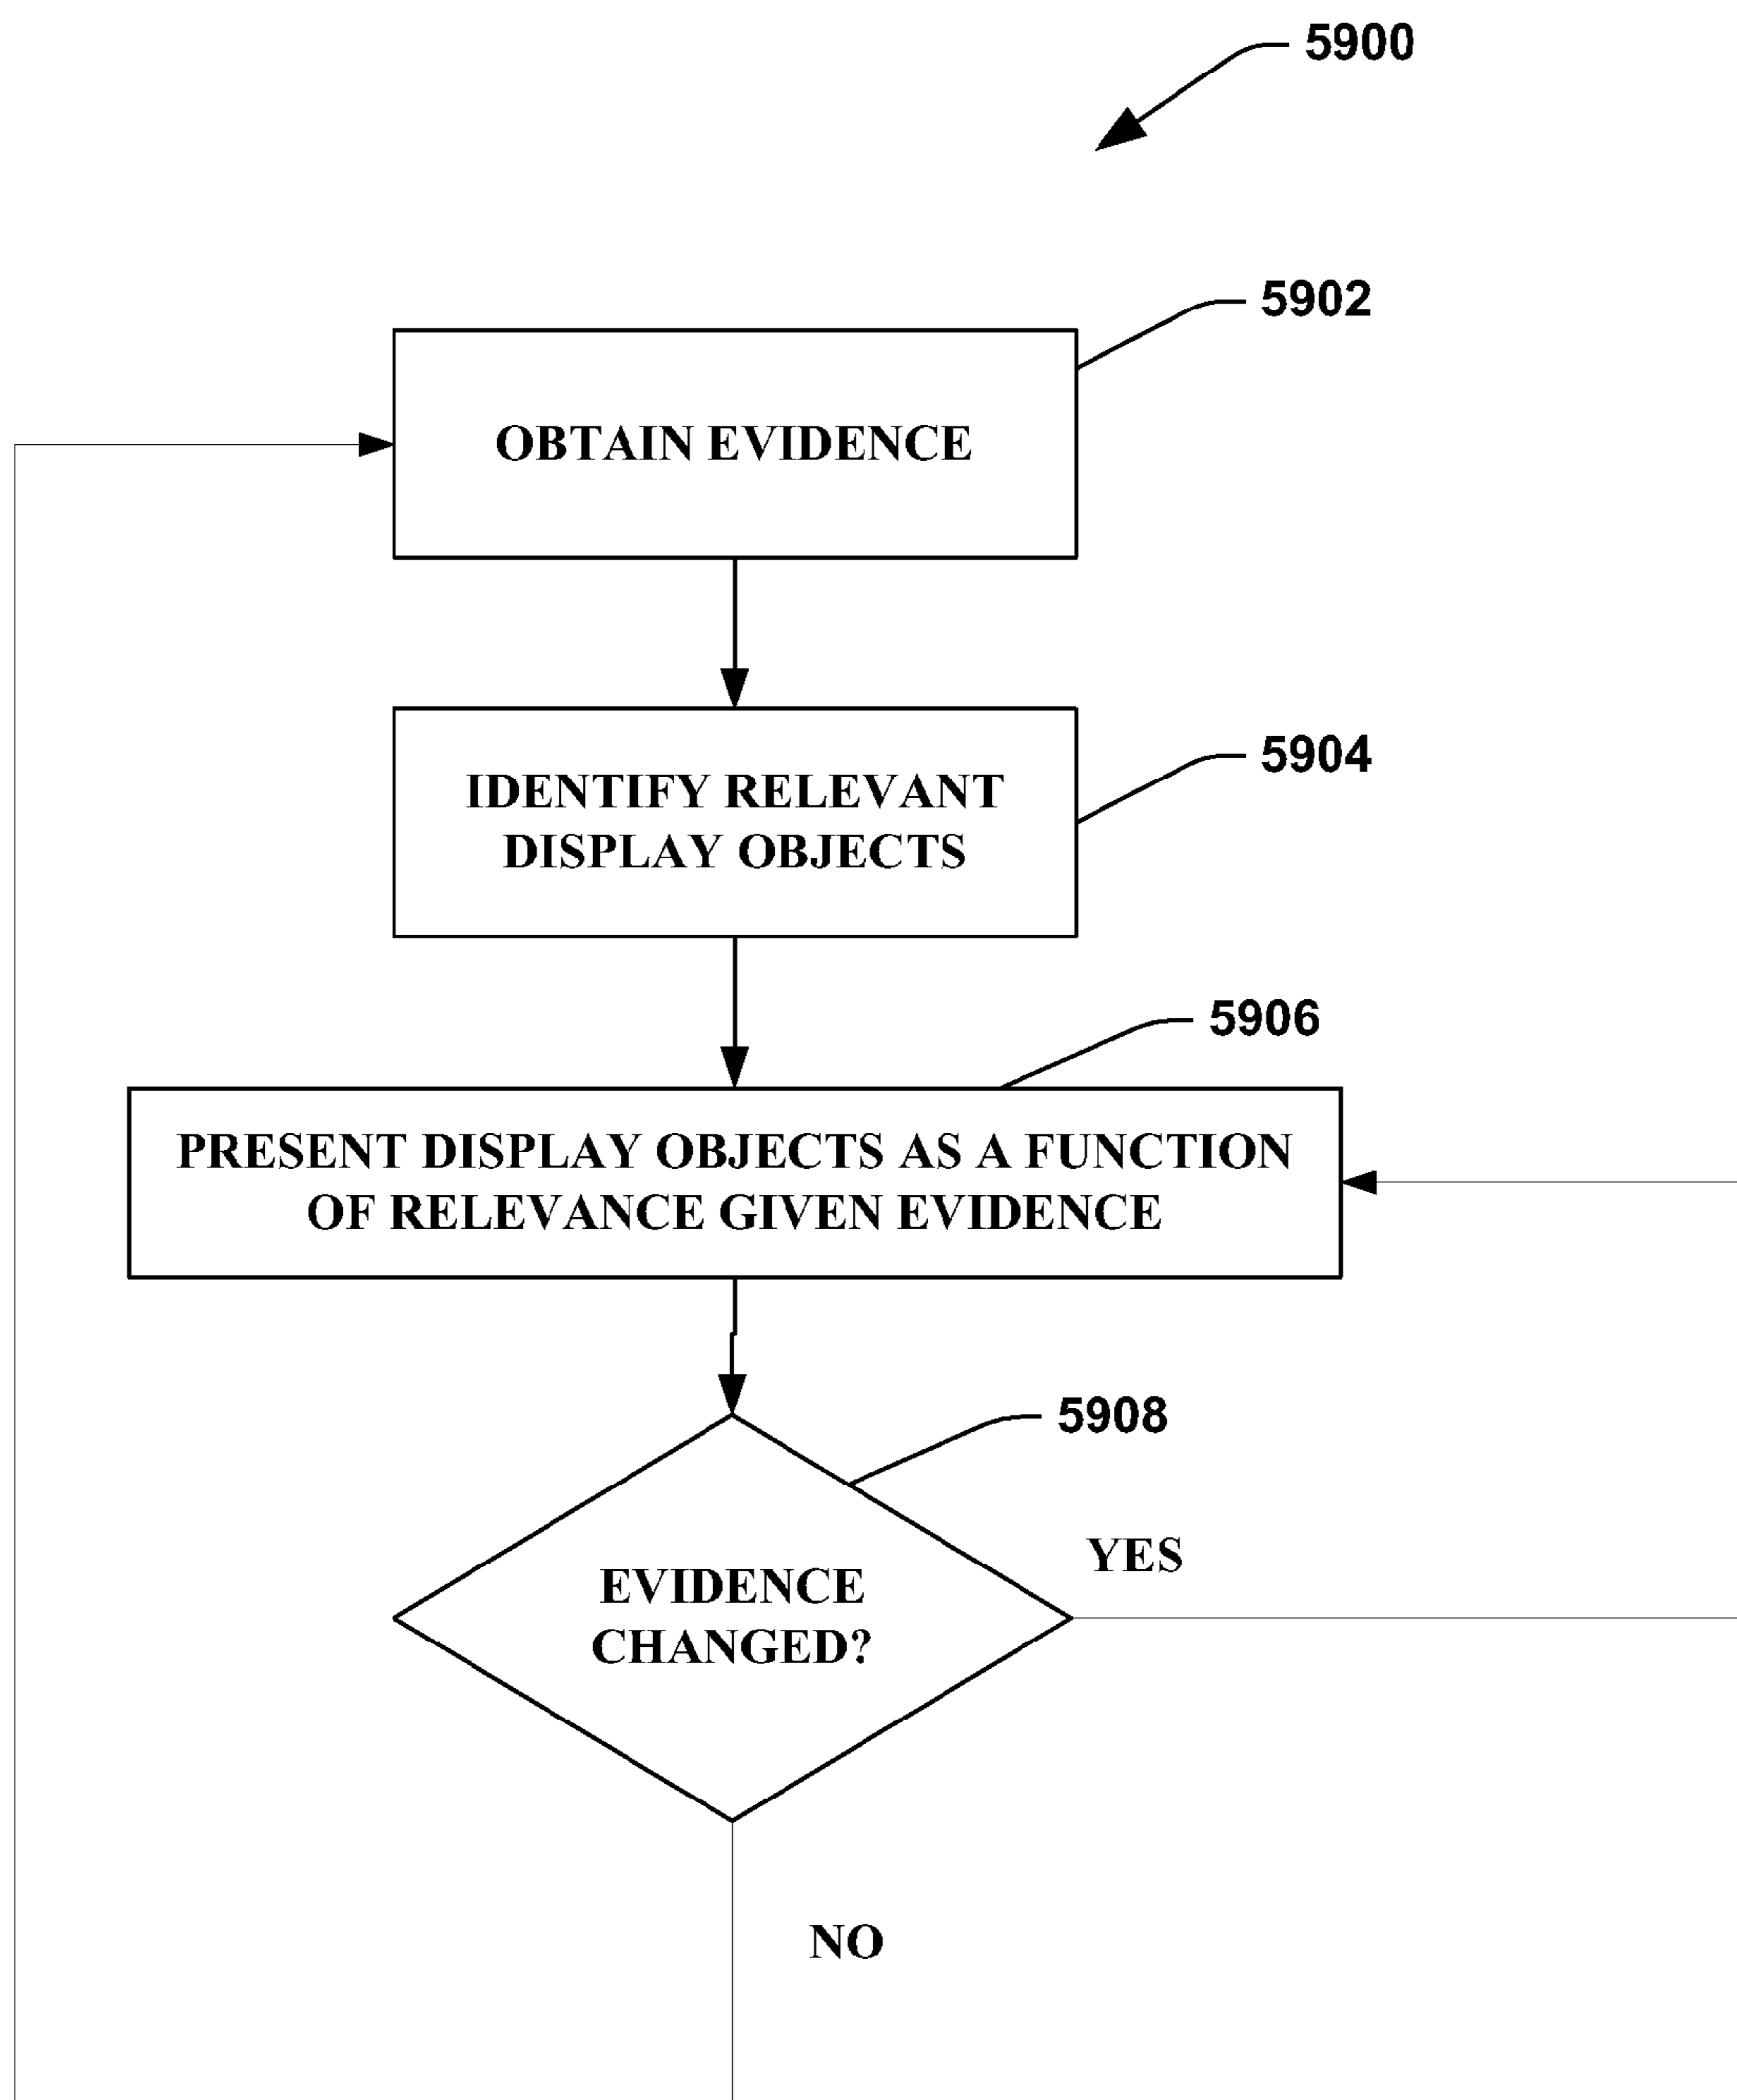 5900
5902
OBTAIN EVIDENCE
5904
IDENTIFY RELEVANT
DISPLAY OBJECTS
5906
PRESENT DISPLAY OBJECTS AS A FUNCTION
OF RELEVANCE GIVEN EVIDENCE
5908
YES
EVIDENCE
CHANGED?
NO